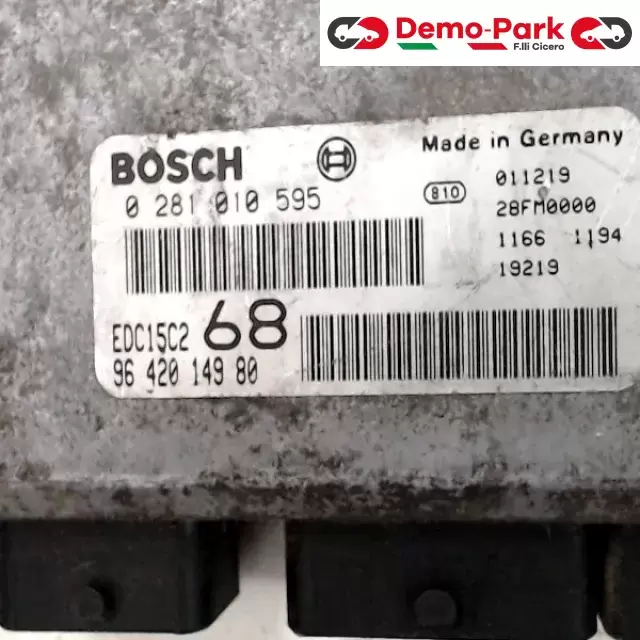 Demo-Park
F.lli Cicero
BOSCH
Made in Germany
0 281 010 595
810
011219
28FM0000
1166 1194
19219
EDC15C2 68
96 420 149 80